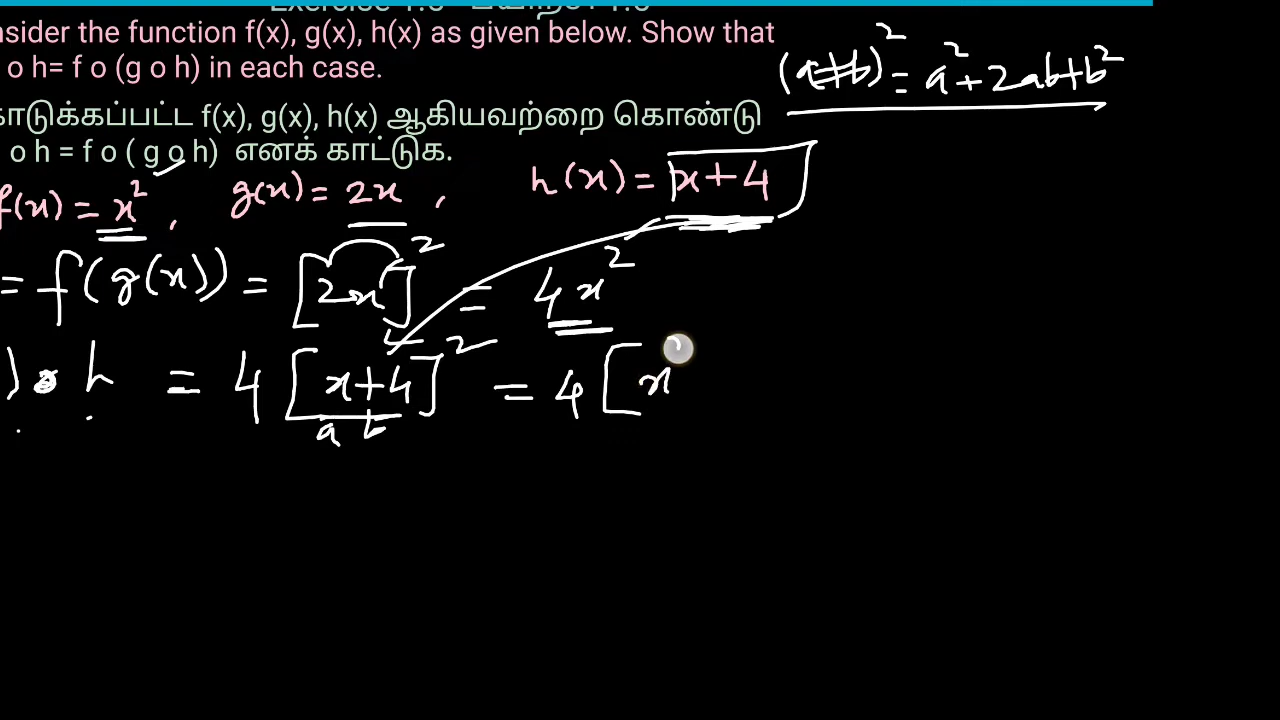 nsider the function f(x), g(x), h(x) as given below. Show that
o h= f o (g o h) in each case.
காடுக்கப்பட்ட f(x), g(x), h(x) ஆகியவற்றை கொண்டு
o h = f o ( g o h) எனக் காட்டுக.
(a+b)² = a²+2ab+b²
f(x) = x², g(x) = 2x, h(x) = x+4
= f(g(x)) = [2x]² = 4x²
) o h = 4[x+4]² = 4[x²
a b